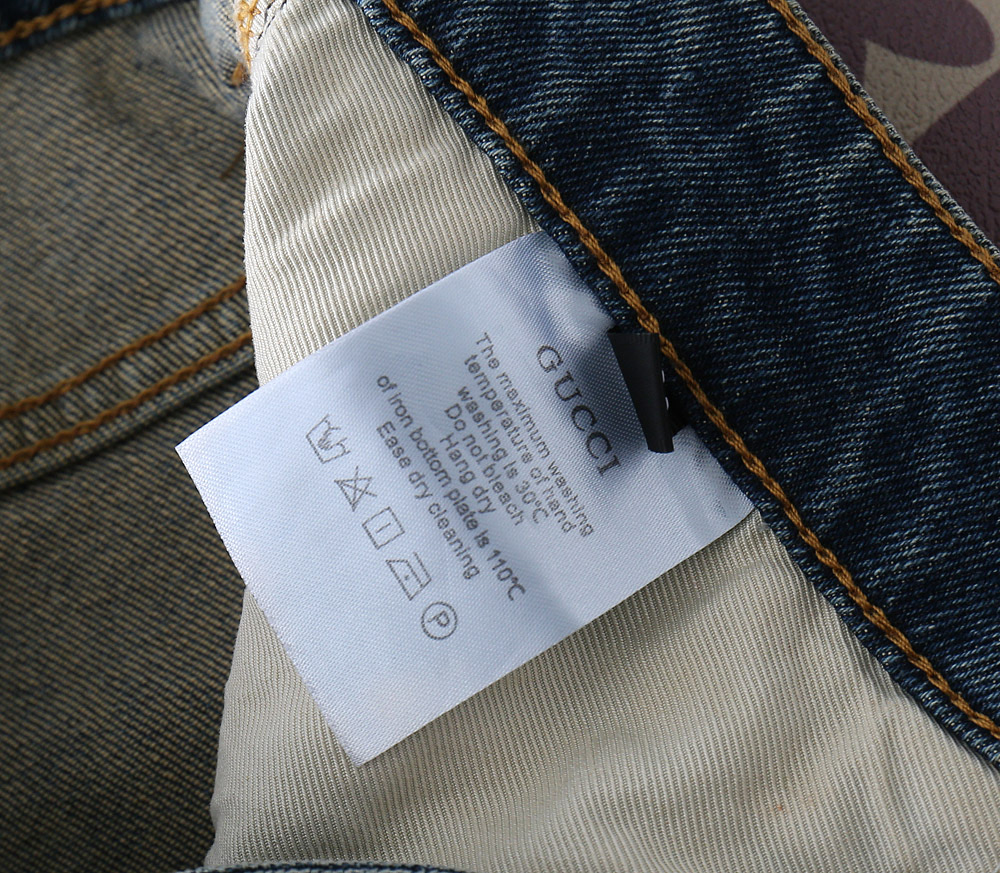 GUCCI
The maximum washing
temperature of hand
washing is 30℃
Do not bleach
Hang dry
of iron bottom plate is 110℃
Ease dry cleaning
P